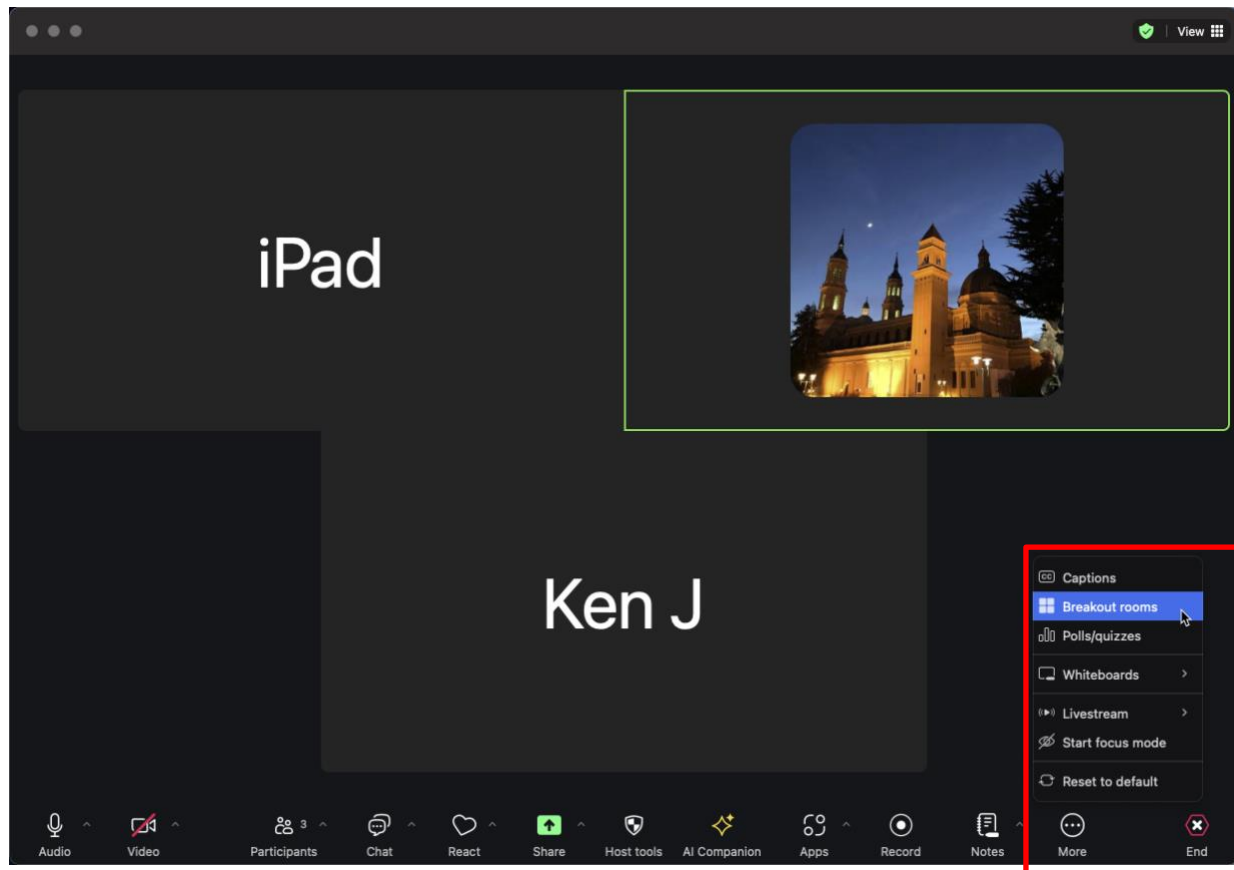 View
iPad
Ken J
CC Captions
Breakout rooms
Polls/quizzes
Whiteboards
Livestream
Start focus mode
Reset to default
Audio
Video
3
Participants
Chat
React
Share
Host tools
AI Companion
Apps
Record
Notes
More
End